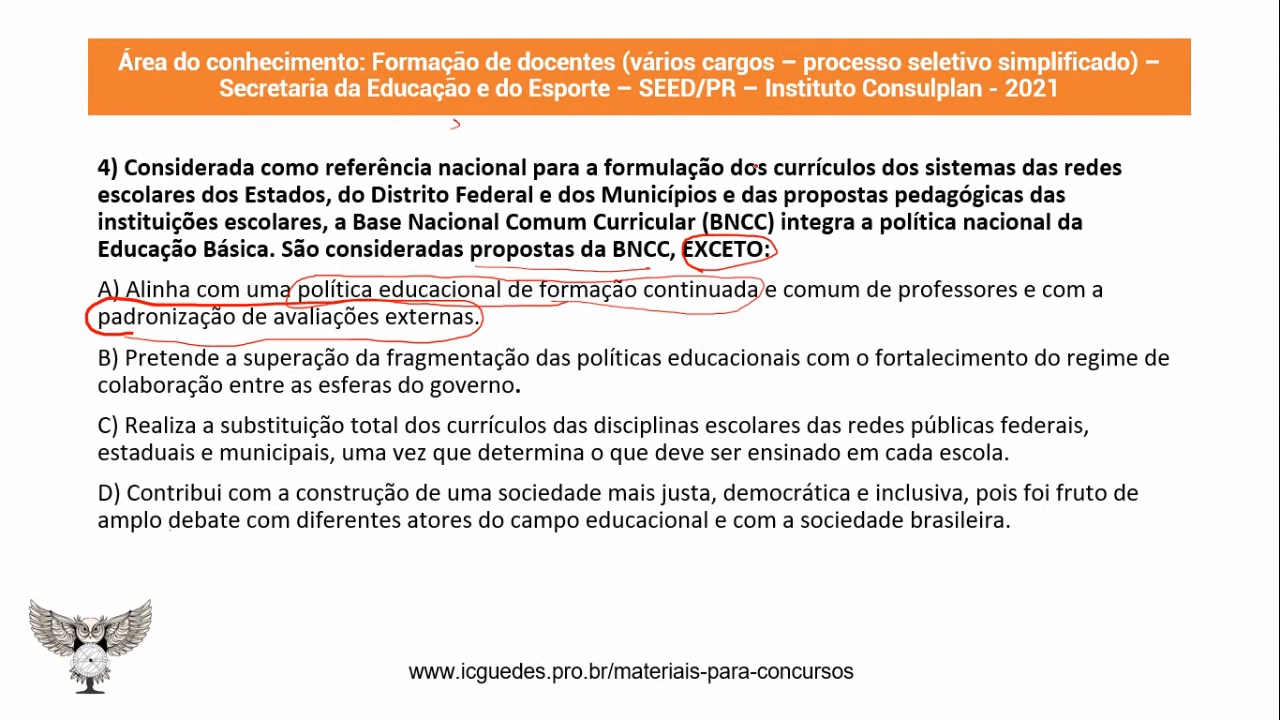 Área do conhecimento: Formação de docentes (vários cargos – processo seletivo simplificado) –
Secretaria da Educação e do Esporte – SEED/PR – Instituto Consulplan - 2021
4) Considerada como referência nacional para a formulação dos currículos dos sistemas das redes
escolares dos Estados, do Distrito Federal e dos Municípios e das propostas pedagógicas das
instituições escolares, a Base Nacional Comum Curricular (BNCC) integra a política nacional da
Educação Básica. São consideradas propostas da BNCC, EXCETO:
A) Alinha com uma política educacional de formação continuada e comum de professores e com a
padronização de avaliações externas.
B) Pretende a superação da fragmentação das políticas educacionais com o fortalecimento do regime de
colaboração entre as esferas do governo.
C) Realiza a substituição total dos currículos das disciplinas escolares das redes públicas federais,
estaduais e municipais, uma vez que determina o que deve ser ensinado em cada escola.
D) Contribui com a construção de uma sociedade mais justa, democrática e inclusiva, pois foi fruto de
amplo debate com diferentes atores do campo educacional e com a sociedade brasileira.
www.icguedes.pro.br/materiais-para-concursos